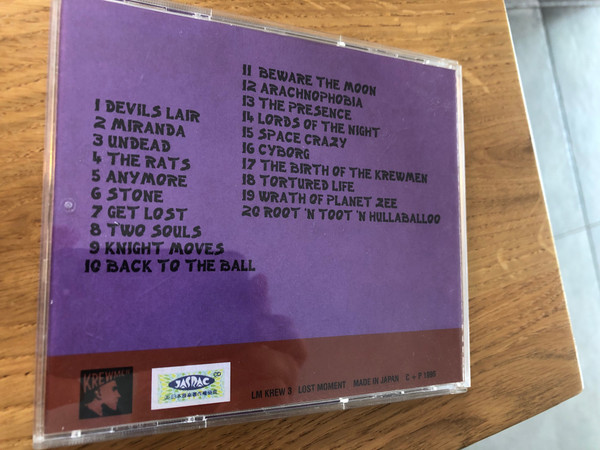 1 DEVILS LAIR
2 MIRANDA
3 UNDEAD
4 THE RATS
5 ANYMORE
6 STONE
7 GET LOST
8 TWO SOULS
9 KNIGHT MOVES
10 BACK TO THE BALL
11 BEWARE THE MOON
12 ARACHNOPHOBIA
13 THE PRESENCE
14 LORDS OF THE NIGHT
15 SPACE CRAZY
16 CYBORG
17 THE BIRTH OF THE KREWMEN
18 TORTURED LIFE
19 WRATH OF PLANET ZEE
20 ROOT 'N TOOT 'N HULLABALLOO
KREWMEN
JASRAC
LM KREW 3 LOST MOMENT MADE IN JAPAN C + P